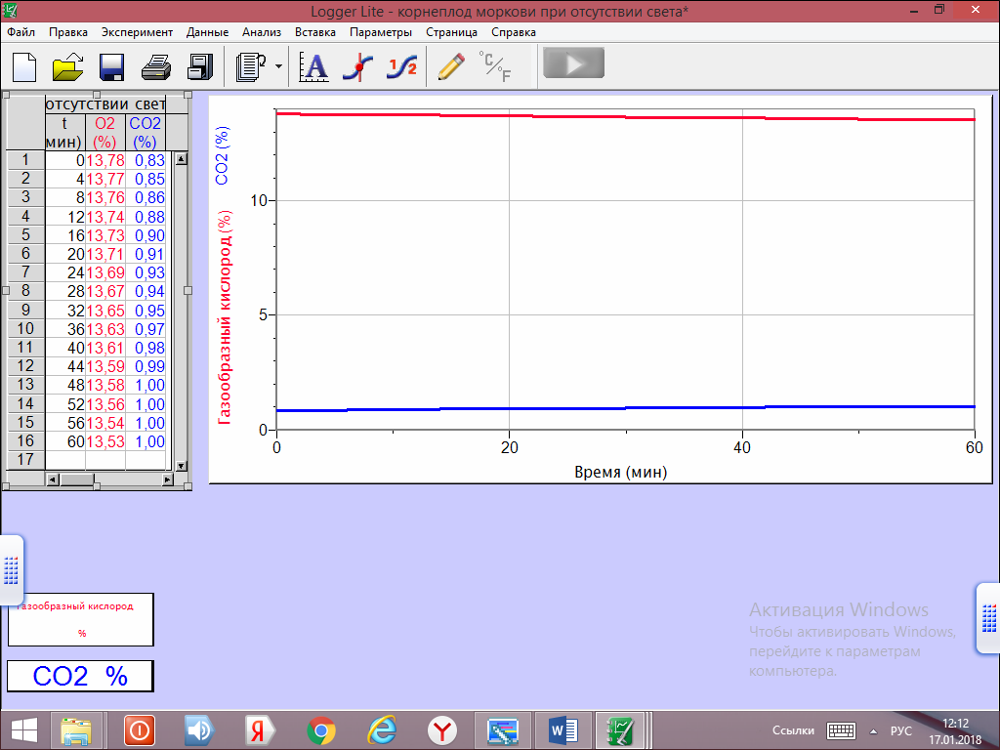 Logger Lite - корнеплод моркови при отсутствии света*
Файл Правка Эксперимент Данные Анализ Вставка Параметры Страница Справка
A ½ °C/F
отсутствии свет
t O2 CO2
мин) (%) (%)
1 0 13,78 0,83
2 4 13,77 0,85
3 8 13,76 0,86
4 12 13,74 0,88
5 16 13,73 0,90
6 20 13,71 0,91
7 24 13,69 0,93
8 28 13,67 0,94
9 32 13,65 0,95
10 36 13,63 0,97
11 40 13,61 0,98
12 44 13,59 0,99
13 48 13,58 1,00
14 52 13,56 1,00
15 56 13,54 1,00
16 60 13,53 1,00
17
Газообразный кислород (%) CO2 (%)
10
5
0
0 20 40 60
Время (мин)
Газообразный кислород
%
CO2 %
Активация Windows
Чтобы активировать Windows,
перейдите к параметрам
компьютера.
Ссылки РУС 12:12
17.01.2018